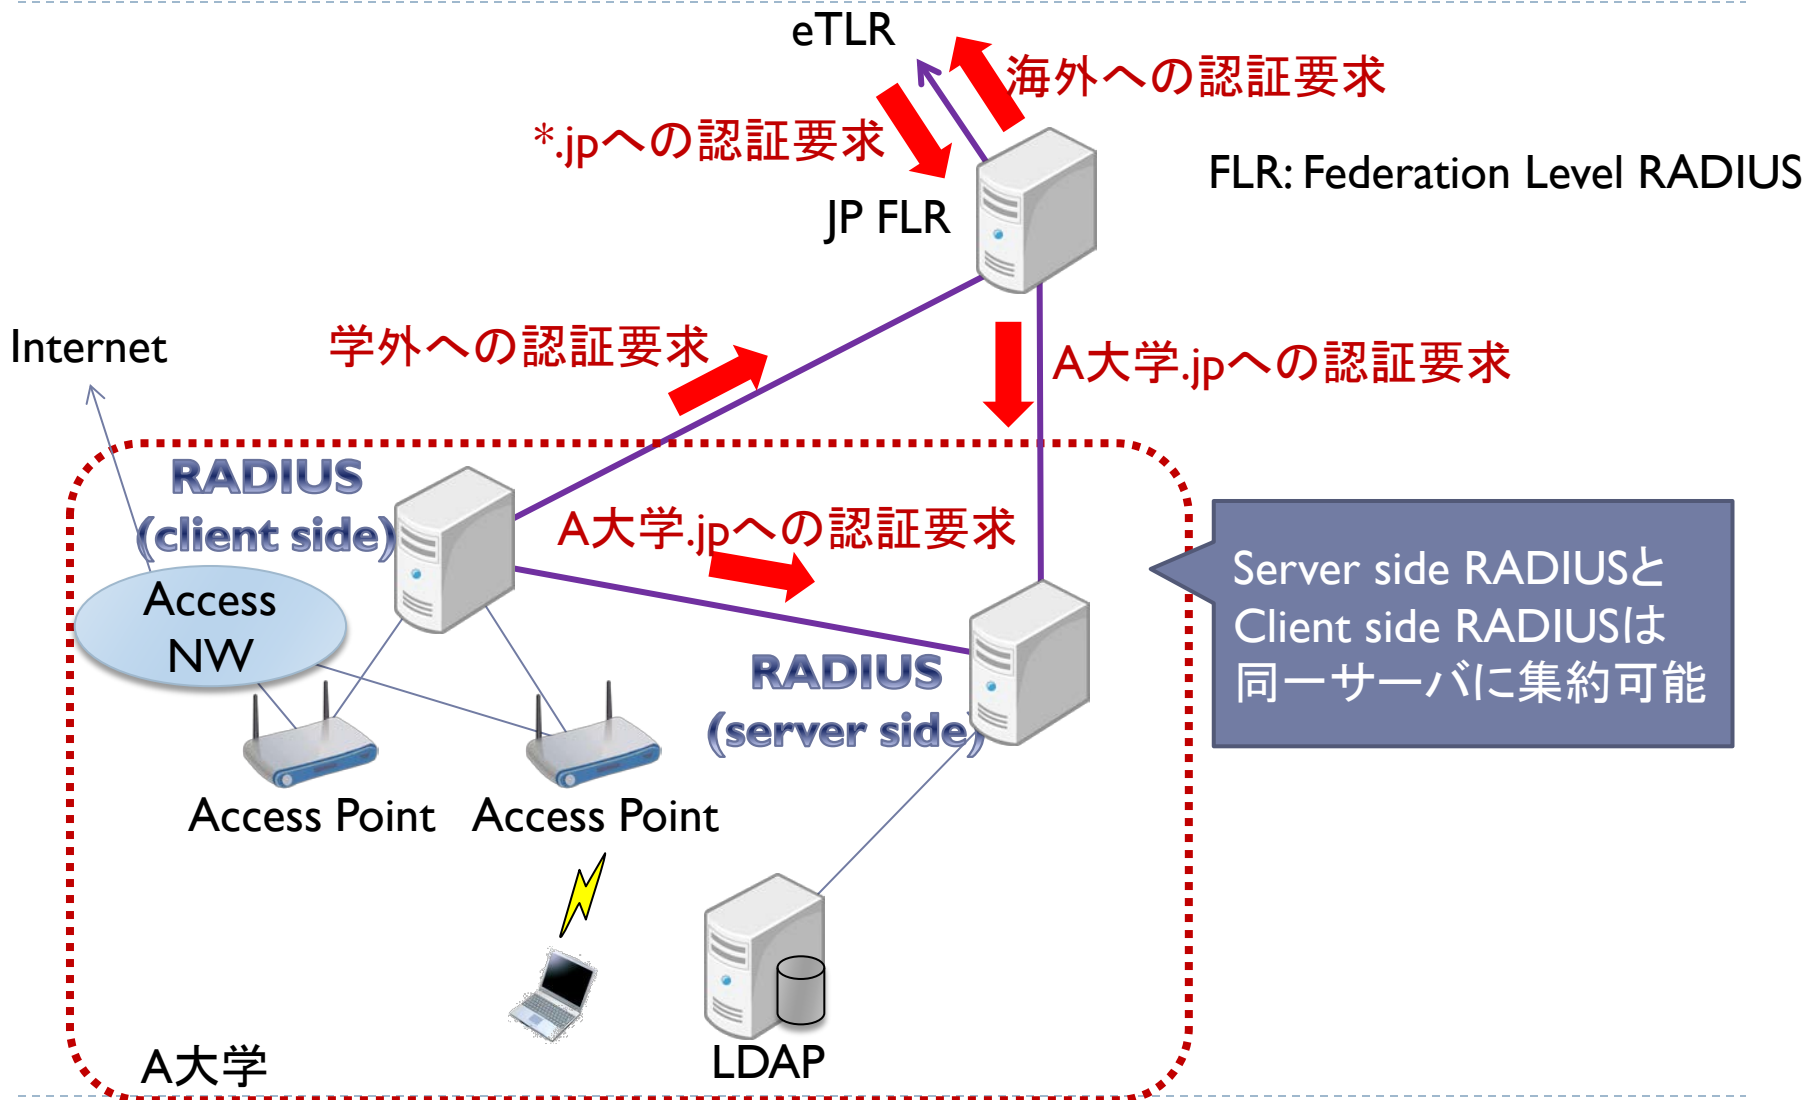 eTLR
海外への認証要求
*.jpへの認証要求
FLR: Federation Level RADIUS
JP FLR
Internet
学外への認証要求
A大学.jpへの認証要求
RADIUS
(client side)
A大学.jpへの認証要求
Server side RADIUSと
Client side RADIUSは
同一サーバに集約可能
Access
NW
RADIUS
(server side)
Access Point
Access Point
A大学
LDAP